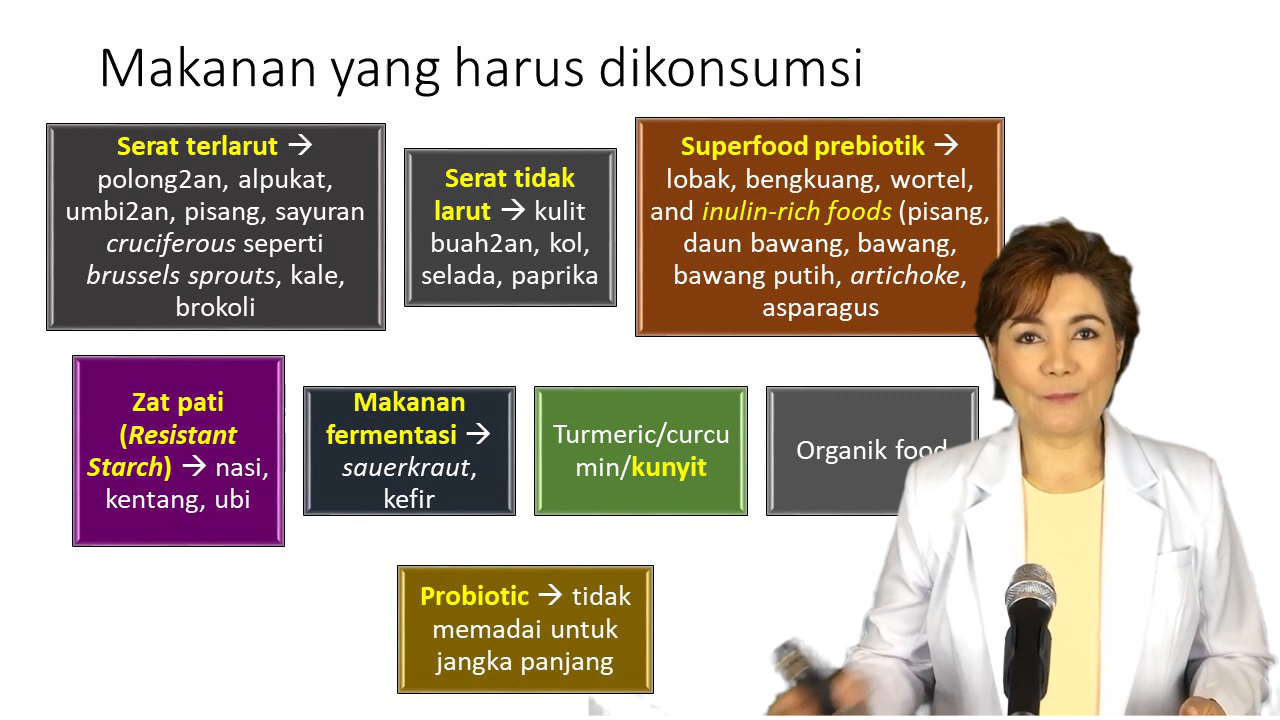 Makanan yang harus dikonsumsi
Serat terlarut →
polong2an, alpukat,
umbi2an, pisang, sayuran
cruciferous seperti
brussels sprouts, kale,
brokoli
Serat tidak
larut → kulit
buah2an, kol,
selada, paprika
Superfood prebiotik →
lobak, bengkuang, wortel,
and inulin-rich foods (pisang,
daun bawang, bawang,
bawang putih, artichoke,
asparagus
Zat pati
(Resistant
Starch) → nasi,
kentang, ubi
Makanan
fermentasi →
sauerkraut,
kefir
Turmeric/curcu
min/kunyit
Organik food
Probiotic → tidak
memadai untuk
jangka panjang